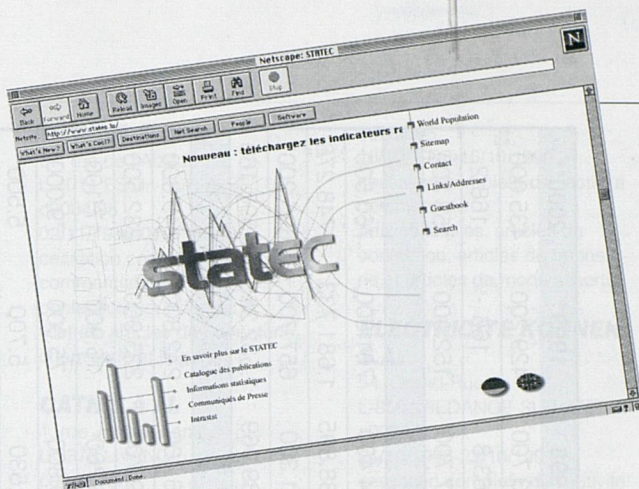 Netscape: STATEC
N
Back Forward Home Reload Images Open Print Find Stop
http://www.statec.lu/
What's New? What's Cool? Destinations Net Search People Software
Nouveau : téléchargez les indicateurs
World Population
Sitemap
Contact
Links/Addresses
Guestbook
Search
statec
En savoir plus sur le STATEC
Catalogue des publications
Informations statistiques
Communiqués de Presse
Intrastat
Document: Done